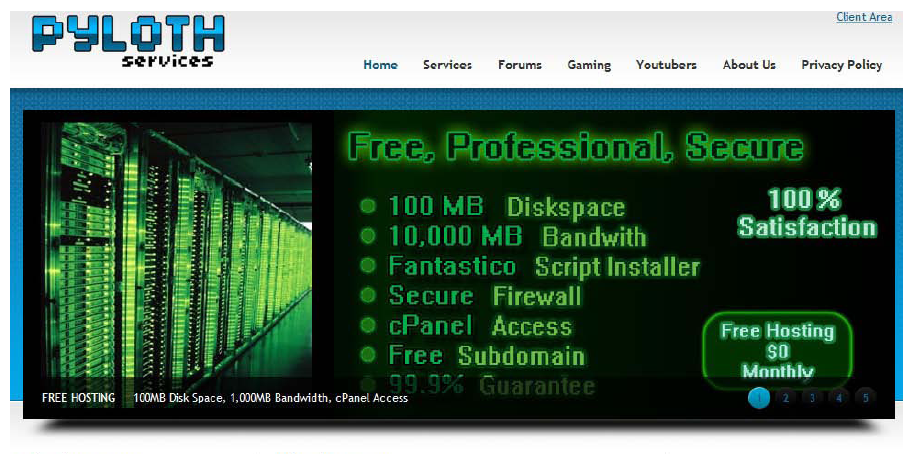 Client Area
PYLOTH
services
Home Services Forums Gaming Youtubers About Us Privacy Policy
Free, Professional, Secure
100 MB Diskspace
10,000 MB Bandwith
Fantastico Script Installer
Secure Firewall
cPanel Access
Free Subdomain
99.9% Guarantee
100%
Satisfaction
Free Hosting
$0
Monthly
FREE HOSTING 100MB Disk Space, 1,000MB Bandwidth, cPanel Access
1 2 3 4 5